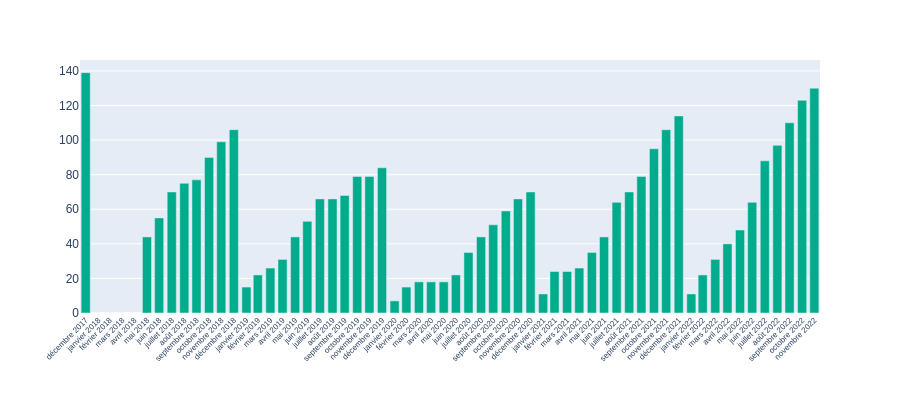 140
120
100
80
60
40
20
0
décembre 2017
janvier 2018
février 2018
mars 2018
avril 2018
mai 2018
juin 2018
juillet 2018
août 2018
septembre 2018
octobre 2018
novembre 2018
décembre 2018
janvier 2019
février 2019
mars 2019
avril 2019
mai 2019
juin 2019
juillet 2019
août 2019
septembre 2019
octobre 2019
novembre 2019
décembre 2019
janvier 2020
février 2020
mars 2020
avril 2020
mai 2020
juin 2020
juillet 2020
août 2020
septembre 2020
octobre 2020
novembre 2020
décembre 2020
janvier 2021
février 2021
mars 2021
avril 2021
mai 2021
juin 2021
juillet 2021
août 2021
septembre 2021
octobre 2021
novembre 2021
décembre 2021
janvier 2022
février 2022
mars 2022
avril 2022
mai 2022
juin 2022
juillet 2022
août 2022
septembre 2022
octobre 2022
novembre 2022